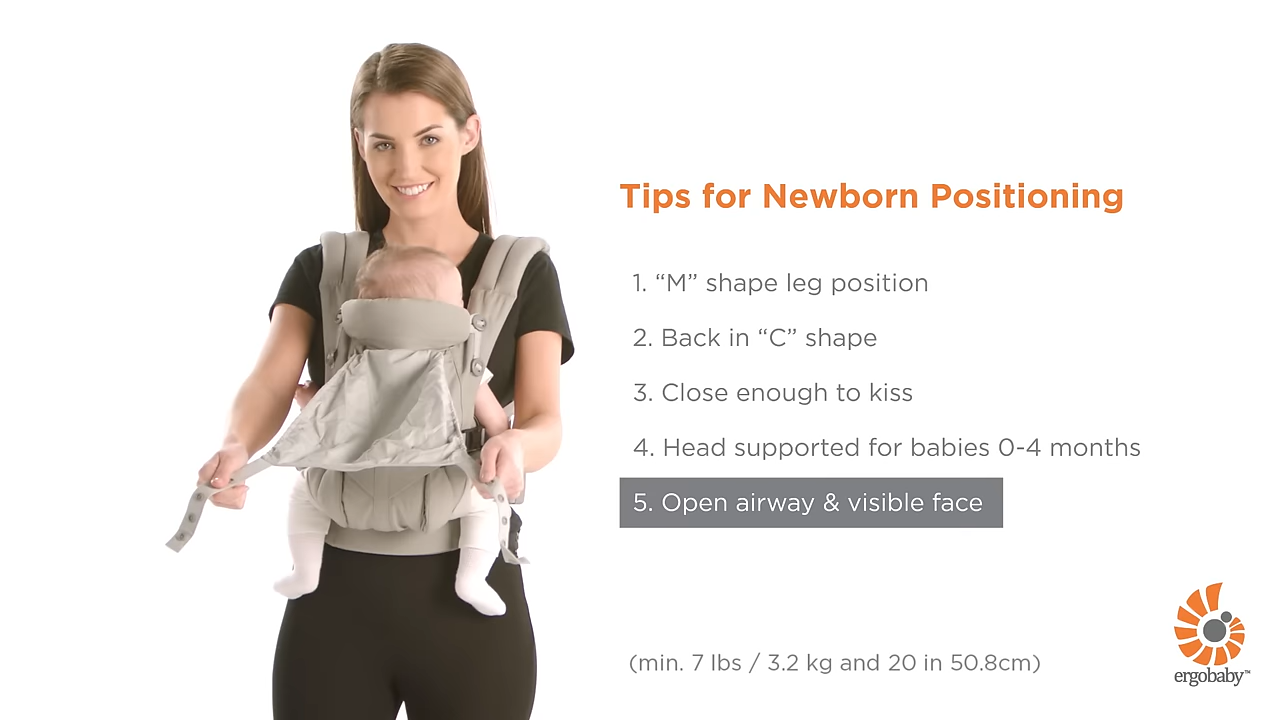 Tips for Newborn Positioning
1. “M” shape leg position
2. Back in “C” shape
3. Close enough to kiss
4. Head supported for babies 0-4 months
5. Open airway & visible face
(min. 7 lbs / 3.2 kg and 20 in 50.8cm)
ergobaby™